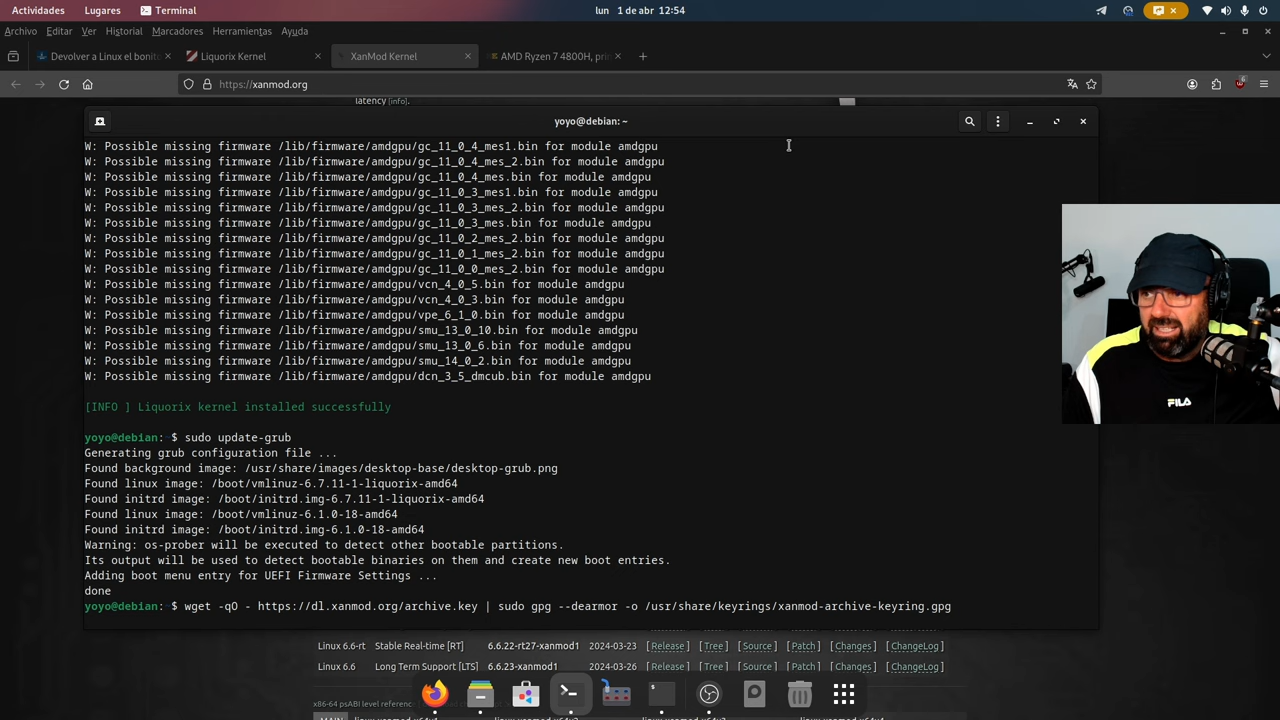 Actividades Lugares Terminal lun 1 de abr 12:54
Archivo Editar Ver Historial Marcadores Herramientas Ayuda
Devolver a Linux el bonito Liquorix Kernel XanMod Kernel AMD Ryzen 7 4800H, prim
https://xanmod.org
latency [info].
yoyo@debian: ~
W: Possible missing firmware /lib/firmware/amdgpu/gc_11_0_4_mes1.bin for module amdgpu
W: Possible missing firmware /lib/firmware/amdgpu/gc_11_0_4_mes_2.bin for module amdgpu
W: Possible missing firmware /lib/firmware/amdgpu/gc_11_0_4_mes.bin for module amdgpu
W: Possible missing firmware /lib/firmware/amdgpu/gc_11_0_3_mes1.bin for module amdgpu
W: Possible missing firmware /lib/firmware/amdgpu/gc_11_0_3_mes_2.bin for module amdgpu
W: Possible missing firmware /lib/firmware/amdgpu/gc_11_0_3_mes.bin for module amdgpu
W: Possible missing firmware /lib/firmware/amdgpu/gc_11_0_2_mes_2.bin for module amdgpu
W: Possible missing firmware /lib/firmware/amdgpu/gc_11_0_1_mes_2.bin for module amdgpu
W: Possible missing firmware /lib/firmware/amdgpu/gc_11_0_0_mes_2.bin for module amdgpu
W: Possible missing firmware /lib/firmware/amdgpu/vcn_4_0_5.bin for module amdgpu
W: Possible missing firmware /lib/firmware/amdgpu/vcn_4_0_3.bin for module amdgpu
W: Possible missing firmware /lib/firmware/amdgpu/vpe_6_1_0.bin for module amdgpu
W: Possible missing firmware /lib/firmware/amdgpu/smu_13_0_10.bin for module amdgpu
W: Possible missing firmware /lib/firmware/amdgpu/smu_13_0_6.bin for module amdgpu
W: Possible missing firmware /lib/firmware/amdgpu/smu_14_0_2.bin for module amdgpu
W: Possible missing firmware /lib/firmware/amdgpu/dcn_3_5_dmcub.bin for module amdgpu
[INFO ] Liquorix kernel installed successfully
yoyo@debian:~$ sudo update-grub
Generating grub configuration file ...
Found background image: /usr/share/images/desktop-base/desktop-grub.png
Found linux image: /boot/vmlinuz-6.7.11-1-liquorix-amd64
Found initrd image: /boot/initrd.img-6.7.11-1-liquorix-amd64
Found linux image: /boot/vmlinuz-6.1.0-18-amd64
Found initrd image: /boot/initrd.img-6.1.0-18-amd64
Warning: os-prober will be executed to detect other bootable partitions.
Its output will be used to detect bootable binaries on them and create new boot entries.
Adding boot menu entry for UEFI Firmware Settings ...
done
yoyo@debian:~$ wget -qO - https://dl.xanmod.org/archive.key | sudo gpg --dearmor -o /usr/share/keyrings/xanmod-archive-keyring.gpg
FILA
Linux 6.6-rt Stable Real-time [RT] 6.6.22-rt27-xanmod1 2024-03-23 [Release] [Tree] [Source] [Patch] [Changes] [ChangeLog]
Linux 6.6 Long Term Support [LTS] 6.6.23-xanmod1 2024-03-26 [Release] [Tree] [Source] [Patch] [Changes] [ChangeLog]
x86-64 psABI level reference